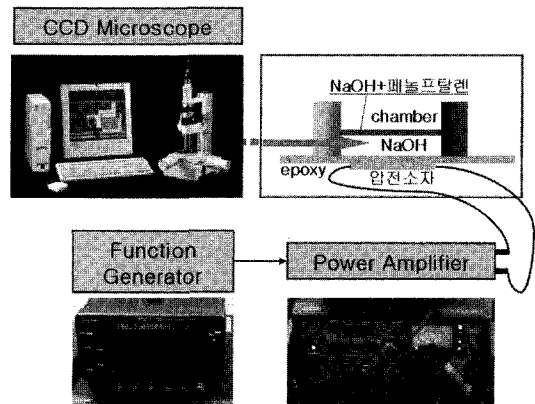 CCD Microscope
NaOH+페놀프탈렌
chamber
NaOH
epoxy
압전소자
Function
Generator
Power Amplifier